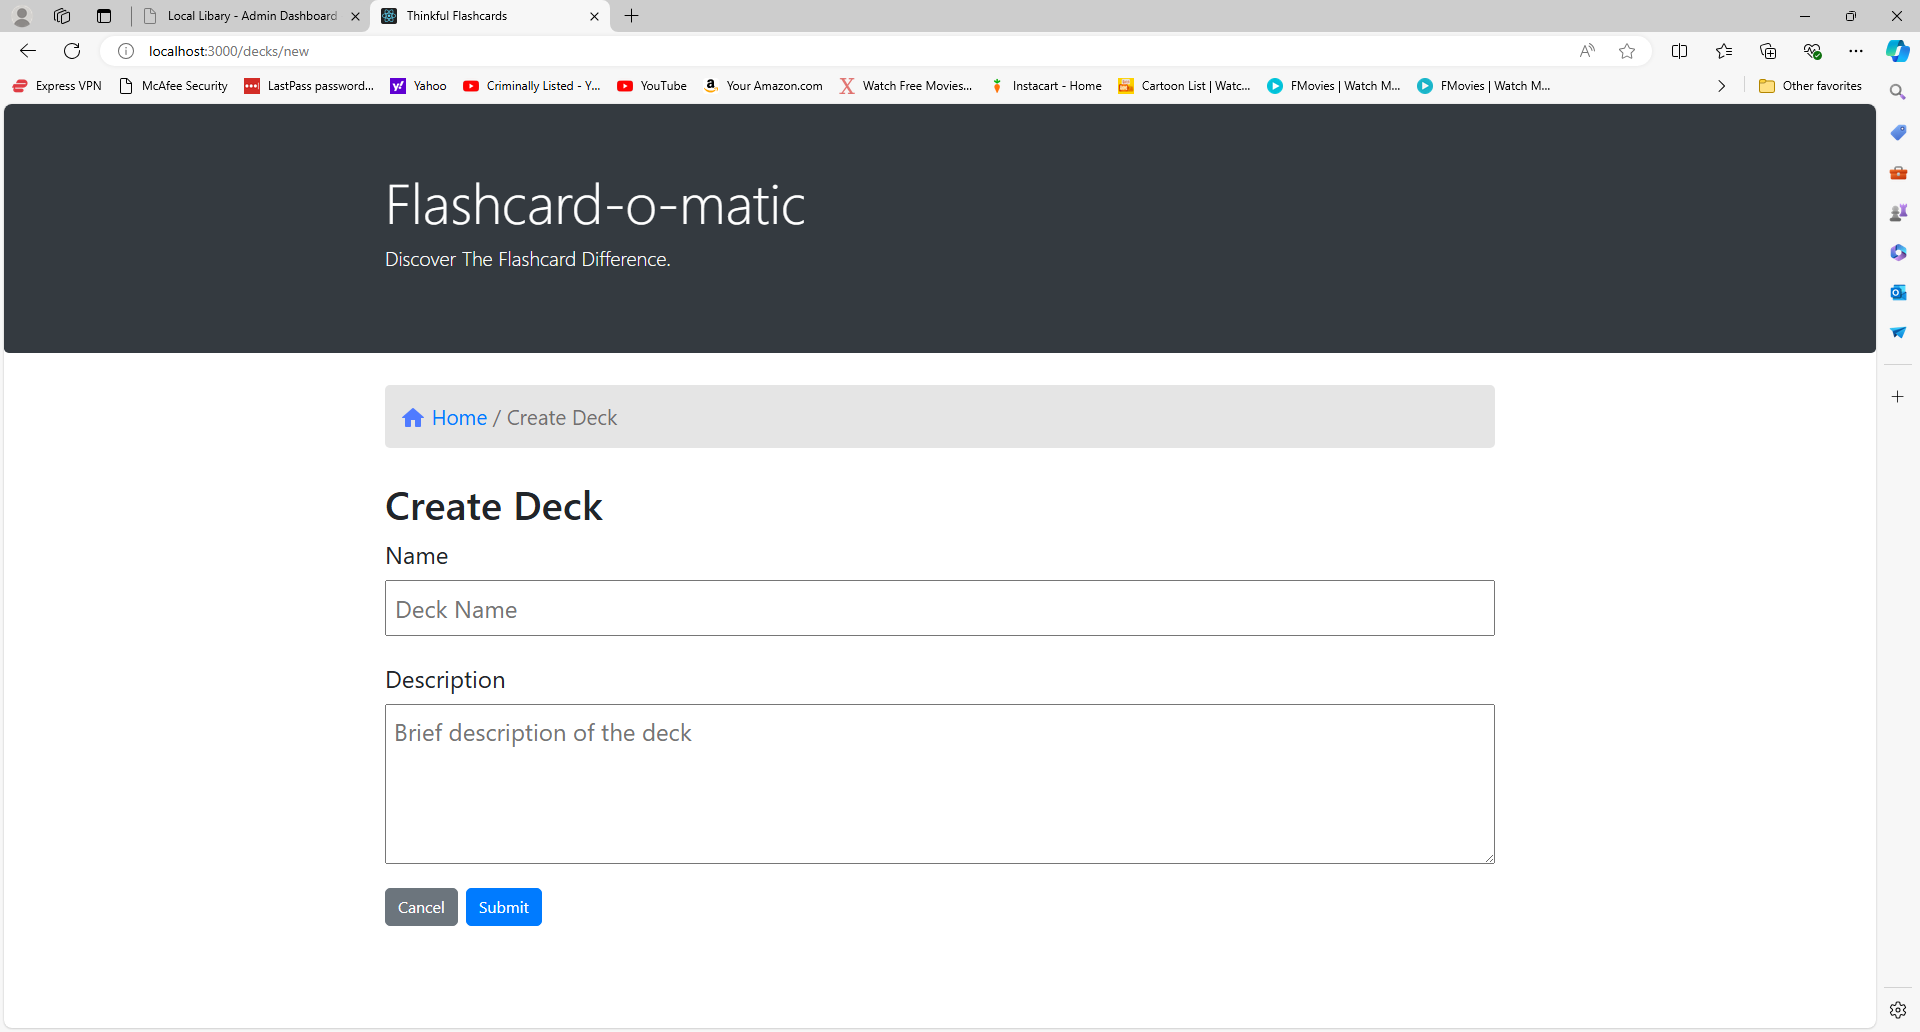 Local Libary - Admin Dashboard
Thinkful Flashcards
localhost:3000/decks/new
Express VPN
McAfee Security
LastPass password...
Yahoo
Criminally Listed - Y...
YouTube
Your Amazon.com
Watch Free Movies...
Instacart - Home
Cartoon List | Watc...
FMovies | Watch M...
FMovies | Watch M...
Other favorites
Flashcard-o-matic
Discover The Flashcard Difference.
Home / Create Deck
Create Deck
Name
Deck Name
Description
Brief description of the deck
Cancel
Submit